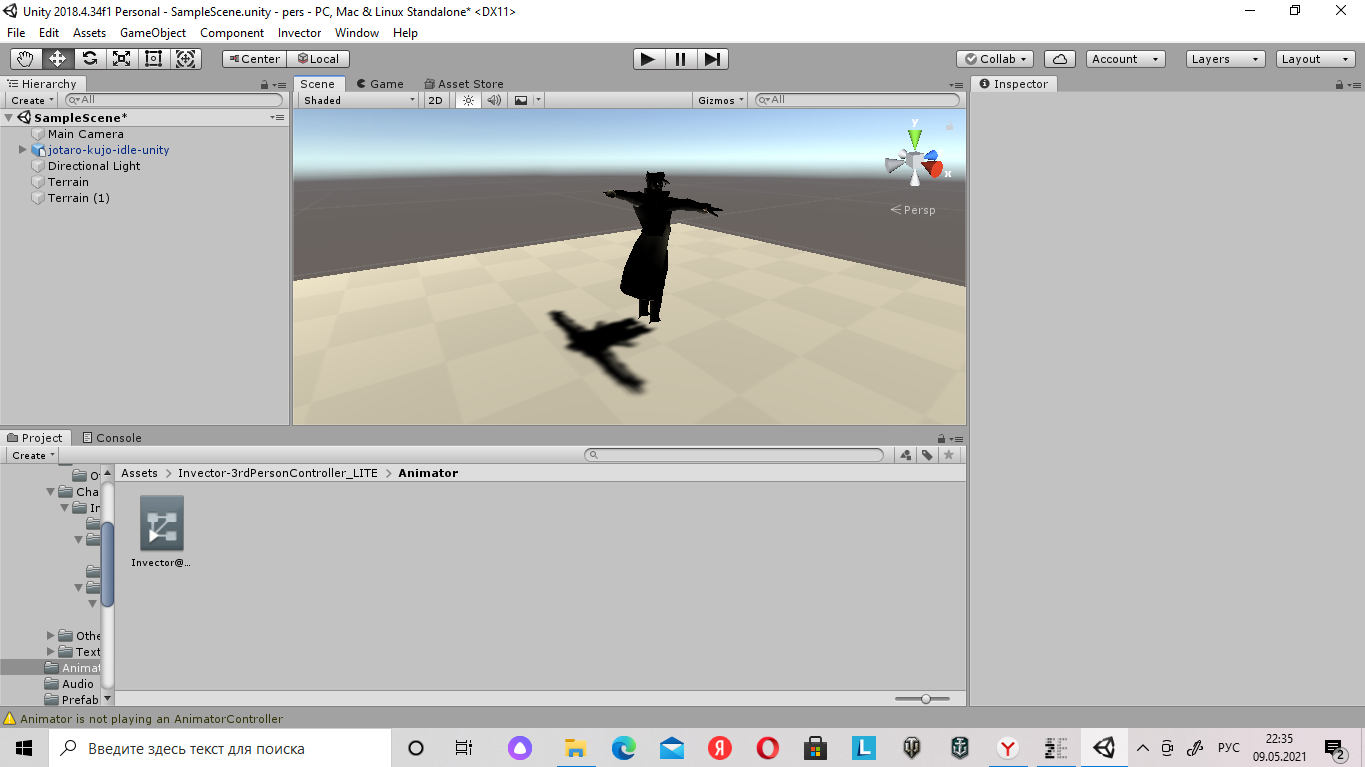 Unity 2018.4.34f1 Personal - SampleScene.unity - pers - PC, Mac & Linux Standalone* <DX11>
File Edit Assets GameObject Component Invector Window Help
Center Local Collab Account Layers Layout
Hierarchy Scene Game Asset Store Inspector
Create All Shaded 2D Gizmos All
SampleScene*
Main Camera
jotaro-kujo-idle-unity
Directional Light
Terrain
Terrain (1)
y
x
Persp
Project Console
Create
Assets > Invector-3rdPersonController_LITE > Animator
Cha
In
Othe
Text
Animat
Audio
Prefab
Invector@...
Animator is not playing an AnimatorController
Введите здесь текст для поиска
РУС
22:35
09.05.2021
2